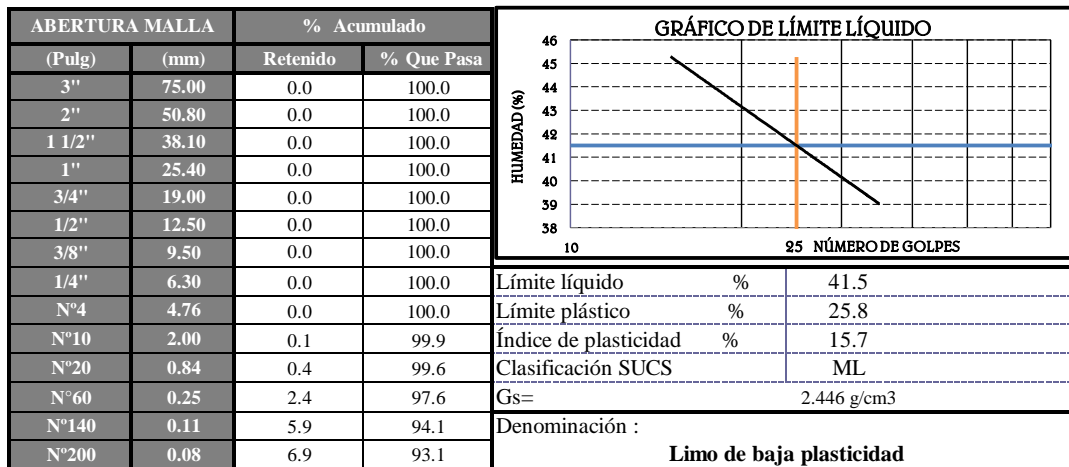 ABERTURA MALLA % Acumulado
(Pulg) (mm) Retenido % Que Pasa
3'' 75.00 0.0 100.0
2'' 50.80 0.0 100.0
1 1/2'' 38.10 0.0 100.0
1'' 25.40 0.0 100.0
3/4'' 19.00 0.0 100.0
1/2'' 12.50 0.0 100.0
3/8'' 9.50 0.0 100.0
1/4'' 6.30 0.0 100.0
Nº4 4.76 0.0 100.0
Nº10 2.00 0.1 99.9
Nº20 0.84 0.4 99.6
N°60 0.25 2.4 97.6
Nº140 0.11 5.9 94.1
Nº200 0.08 6.9 93.1
GRÁFICO DE LÍMITE LÍQUIDO
HUMEDAD (%)
46
45
44
43
42
41
40
39
38
10 25 NÚMERO DE GOLPES
Límite líquido % 41.5
Límite plástico % 25.8
Índice de plasticidad % 15.7
Clasificación SUCS ML
Gs= 2.446 g/cm3
Denominación :
Limo de baja plasticidad